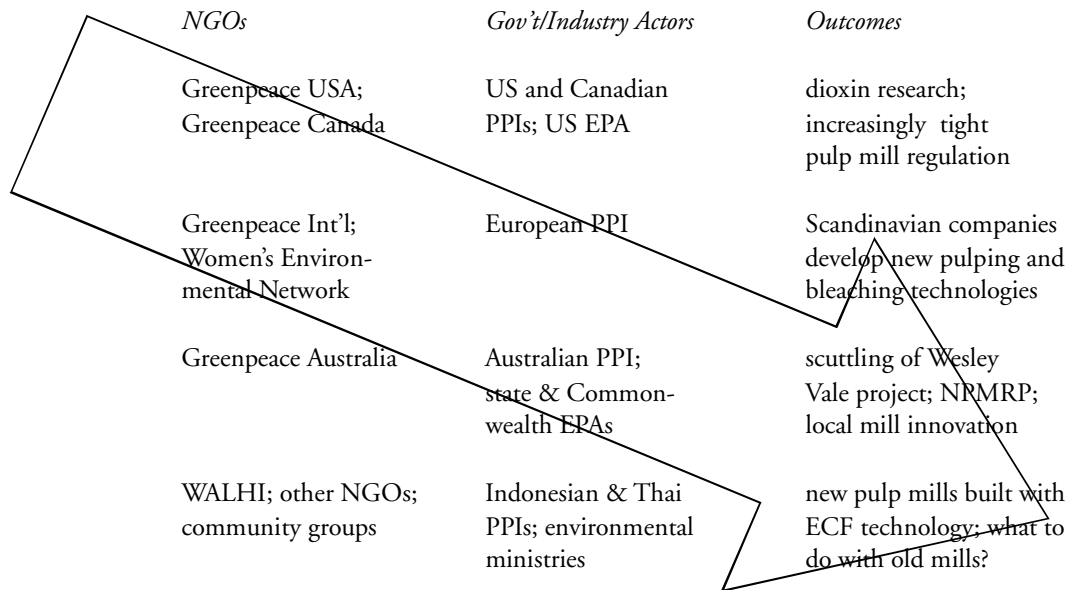 NGOs Gov’t/Industry Actors Outcomes
Greenpeace USA; US and Canadian dioxin research;
Greenpeace Canada PPIs; US EPA increasingly tight
pulp mill regulation
Greenpeace Int’l; European PPI Scandinavian companies
Women’s Environ- develop new pulping and
mental Network bleaching technologies
Greenpeace Australia Australian PPI; scuttling of Wesley
state & Common- Vale project; NPMRP;
wealth EPAs local mill innovation
WALHI; other NGOs; Indonesian & Thai new pulp mills built with
community groups PPIs; environmental ECF technology; what to
ministries do with old mills?